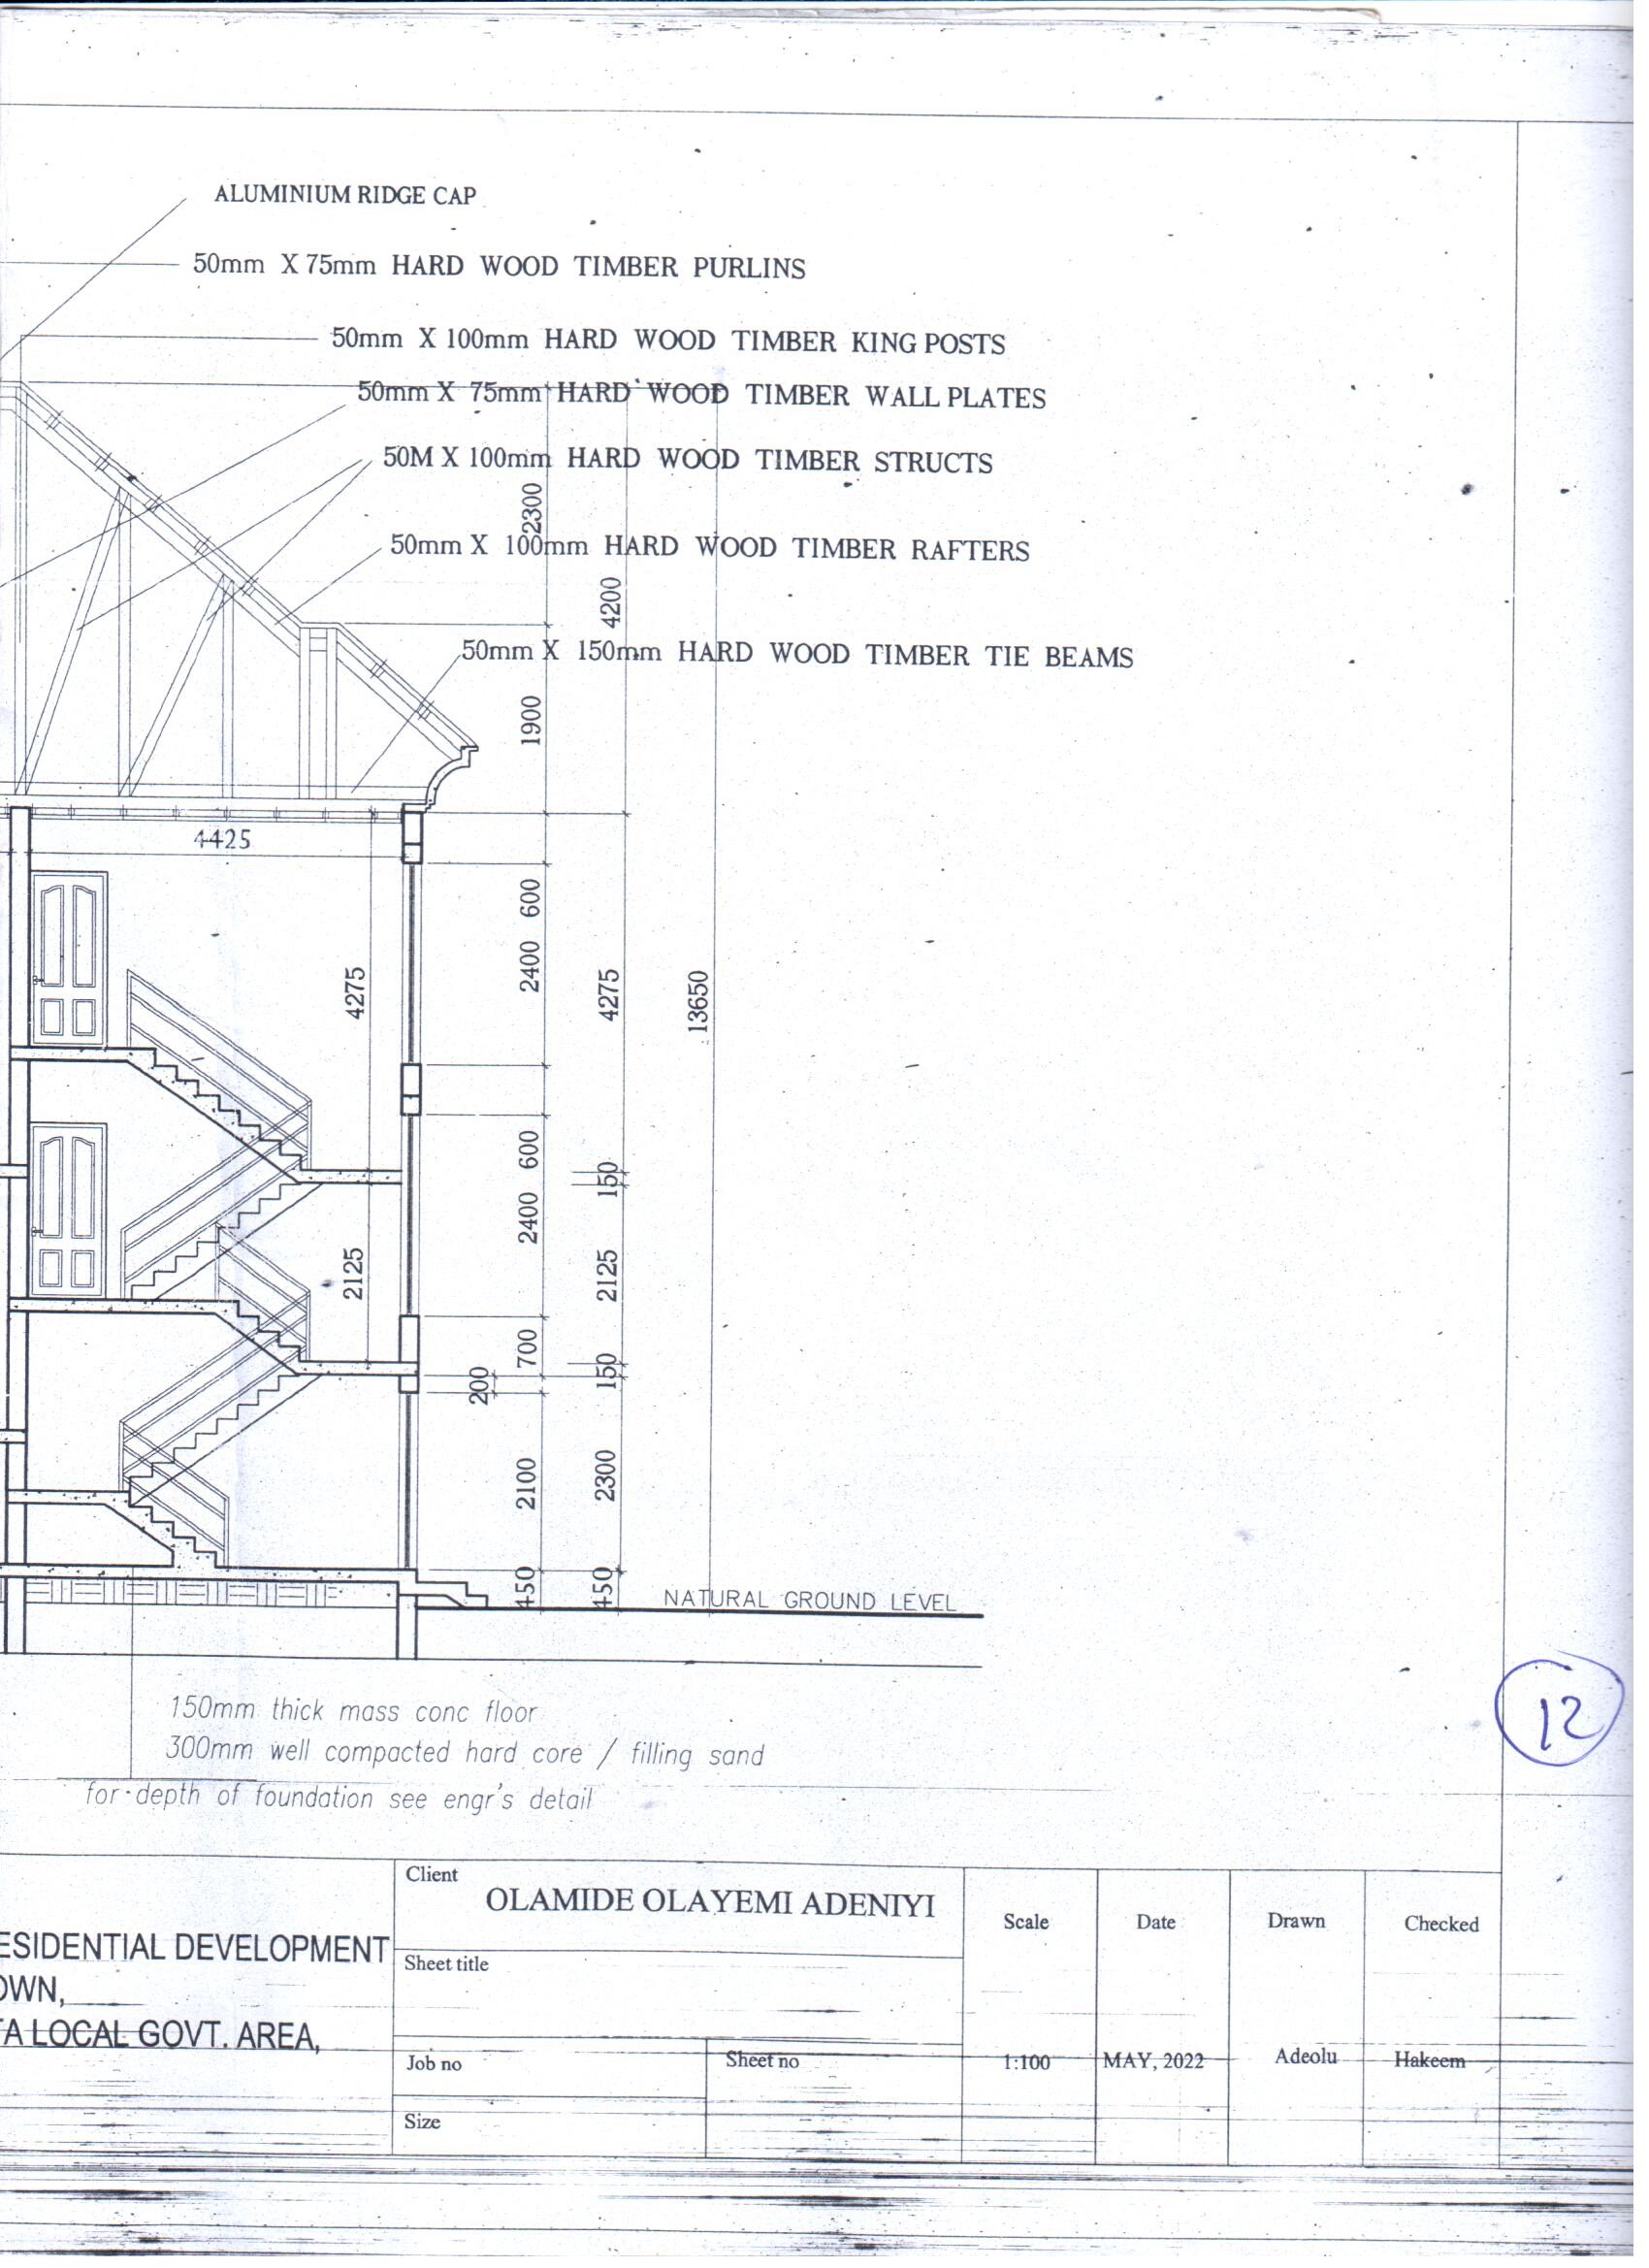 ALUMINIUM RIDGE CAP
50mm X 75mm HARD WOOD TIMBER PURLINS
50mm X 100mm HARD WOOD TIMBER KING POSTS
50mm X 75mm HARD WOOD TIMBER WALL PLATES
50M X 100mm HARD WOOD TIMBER STRUCTS
2300
50mm X 100mm HARD WOOD TIMBER RAFTERS
4200
50mm X 150mm HARD WOOD TIMBER TIE BEAMS
1900
4425
600
2400
4275
4275
13650
600
150
2400
2125
2125
700
150
200
2100
2300
450
450
NATURAL GROUND LEVEL
150mm thick mass conc floor
300mm well compacted hard core / filling sand
for depth of foundation see engr's detail
12
Client
OLAMIDE OLAYEMI ADENIYI
Scale
Date
Drawn
Checked
ESIDENTIAL DEVELOPMENT
Sheet title
OWN,
TA LOCAL GOVT. AREA,
Job no
Sheet no
1:100
MAY, 2022
Adeolu
Hakeem
Size